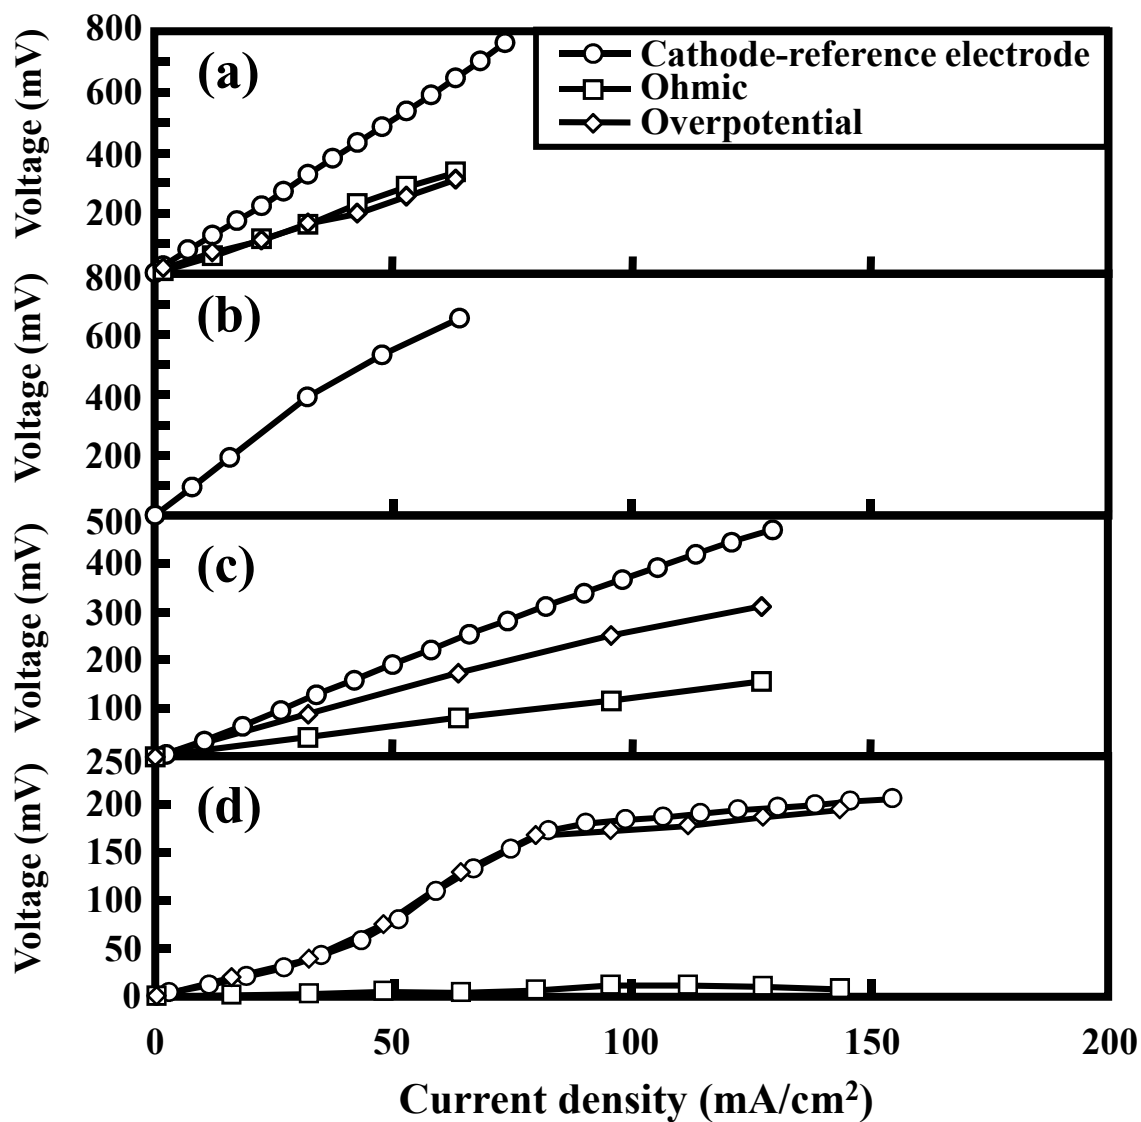 800
600
400
200
Voltage (mV)
(a)
Cathode-reference electrode
Ohmic
Overpotential
800
600
400
200
Voltage (mV)
(b)
500
400
300
200
100
Voltage (mV)
(c)
250
200
150
100
50
0
Voltage (mV)
(d)
0 50 100 150 200
Current density (mA/cm²)